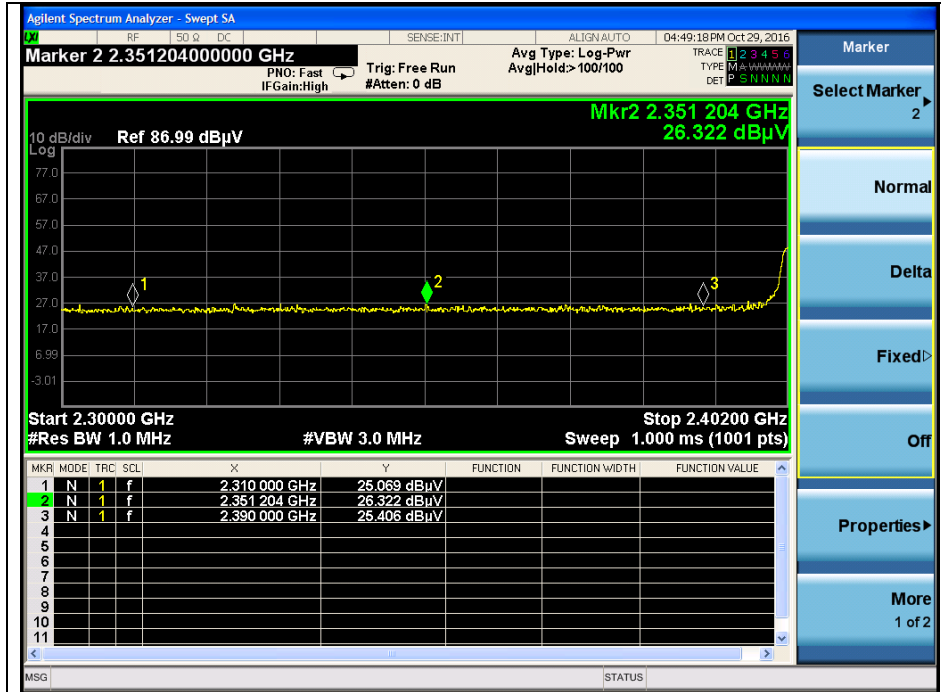 Agilent Spectrum Analyzer - Swept SA
LXI RF 50 Ω DC SENSE:INT ALIGN AUTO 04:49:18 PM Oct 29, 2016
Marker 2 2.351204000000 GHz
PNO: Fast
IFGain:High
Trig: Free Run
#Atten: 0 dB
Avg Type: Log-Pwr
Avg|Hold:>100/100
TRACE 1 2 3 4 5 6
TYPE M A W W W W
DET P S N N N N
Mkr2 2.351 204 GHz
26.322 dBµV
10 dB/div Ref 86.99 dBµV
Log
77.0
67.0
57.0
47.0
37.0
27.0
17.0
6.99
-3.01
1
2
3
Start 2.30000 GHz Stop 2.40200 GHz
#Res BW 1.0 MHz #VBW 3.0 MHz Sweep 1.000 ms (1001 pts)
MKR MODE TRC SCL X Y FUNCTION FUNCTION WIDTH FUNCTION VALUE
1 N 1 f 2.310 000 GHz 25.069 dBµV
2 N 1 f 2.351 204 GHz 26.322 dBµV
3 N 1 f 2.390 000 GHz 25.406 dBµV
4
5
6
7
8
9
10
11
MSG STATUS
Marker
Select Marker
2
Normal
Delta
Fixed
Off
Properties
More
1 of 2